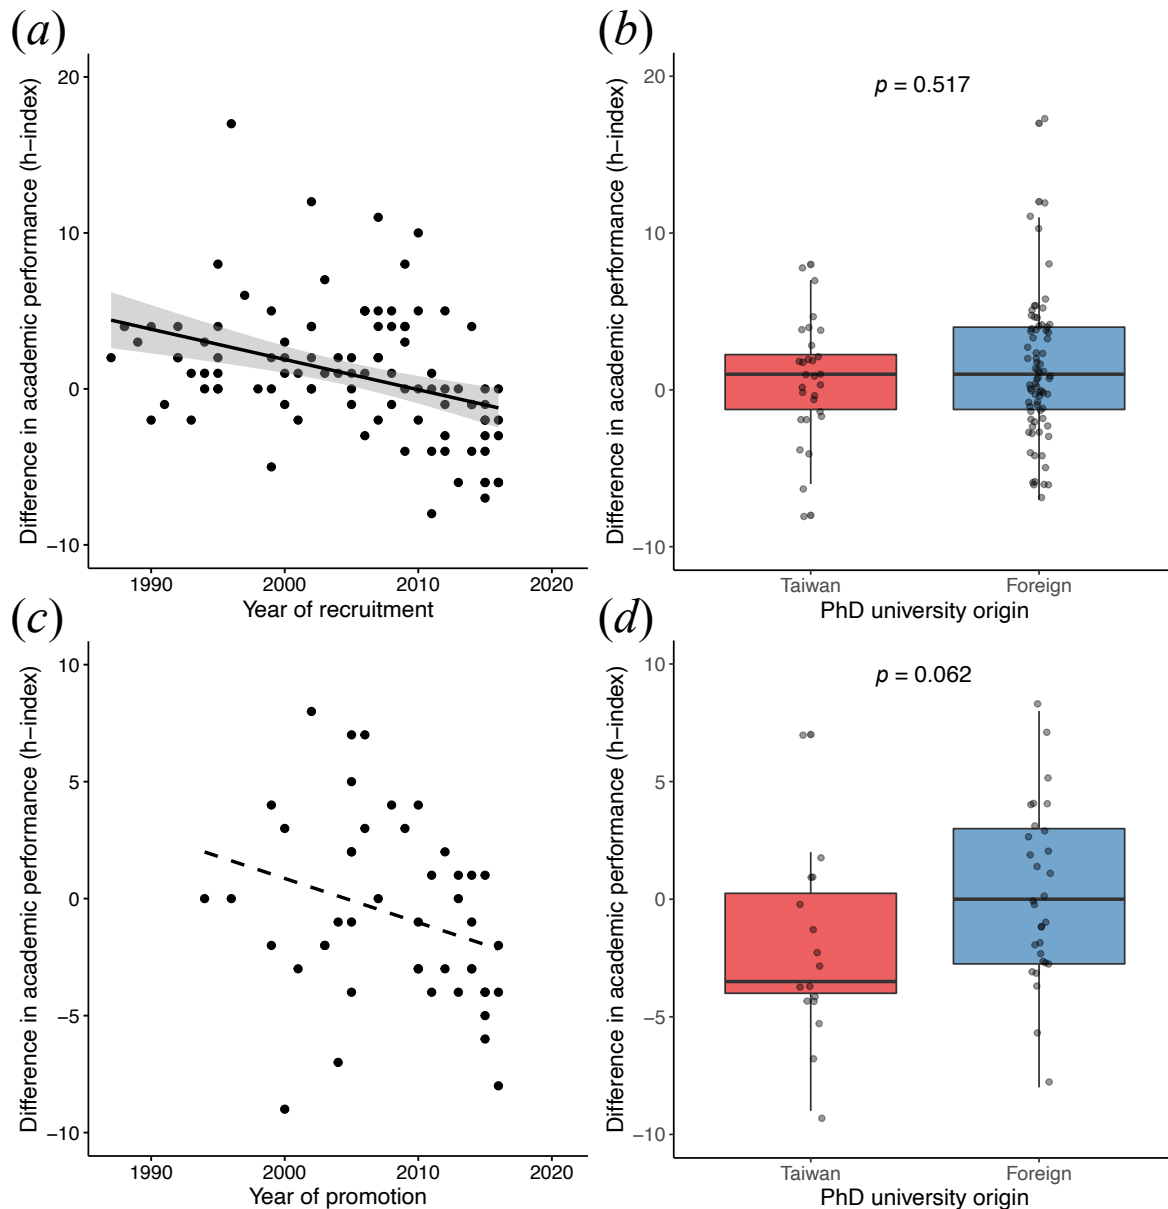 (a)
Difference in academic performance (h−index)
20
10
0
−10
1990 2000 2010 2020
Year of recruitment
(b)
Difference in academic performance (h−index)
p = 0.517
20
10
0
−10
Taiwan Foreign
PhD university origin
(c)
Difference in academic performance (h−index)
10
5
0
−5
−10
1990 2000 2010 2020
Year of promotion
(d)
Difference in academic performance (h−index)
p = 0.062
10
5
0
−5
−10
Taiwan Foreign
PhD university origin